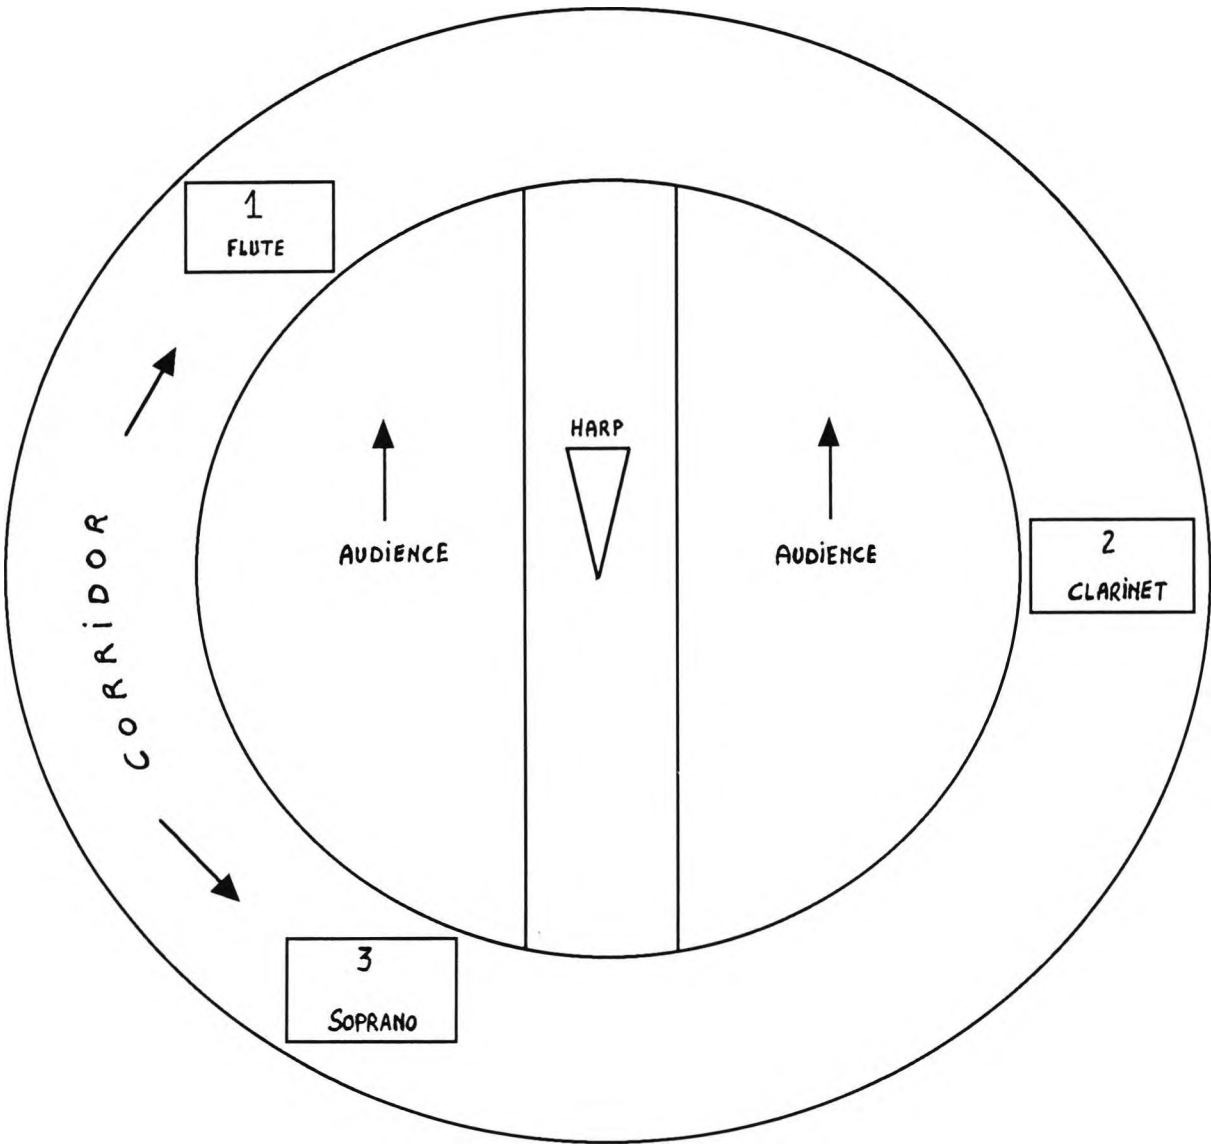 1
FLUTE
HARP
AUDiENCE
AUDiENCE
CORRiDOR
2
CLARiNET
3
SOPRANO